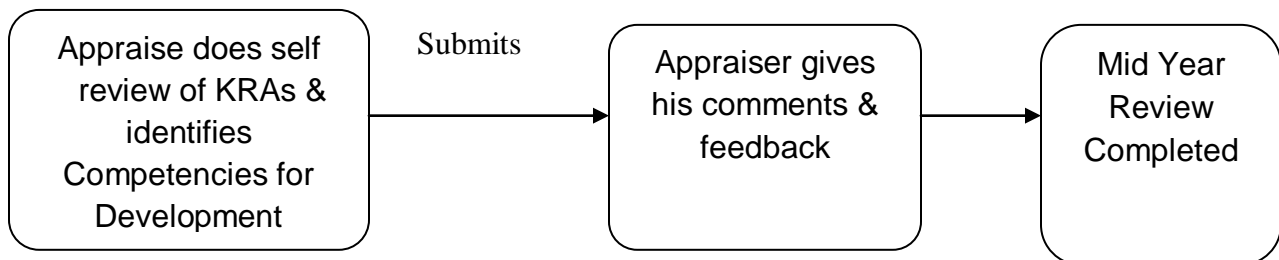 Appraise does self
review of KRAs &
identifies
Competencies for
Development
Submits
Appraiser gives
his comments &
feedback
Mid Year
Review
Completed